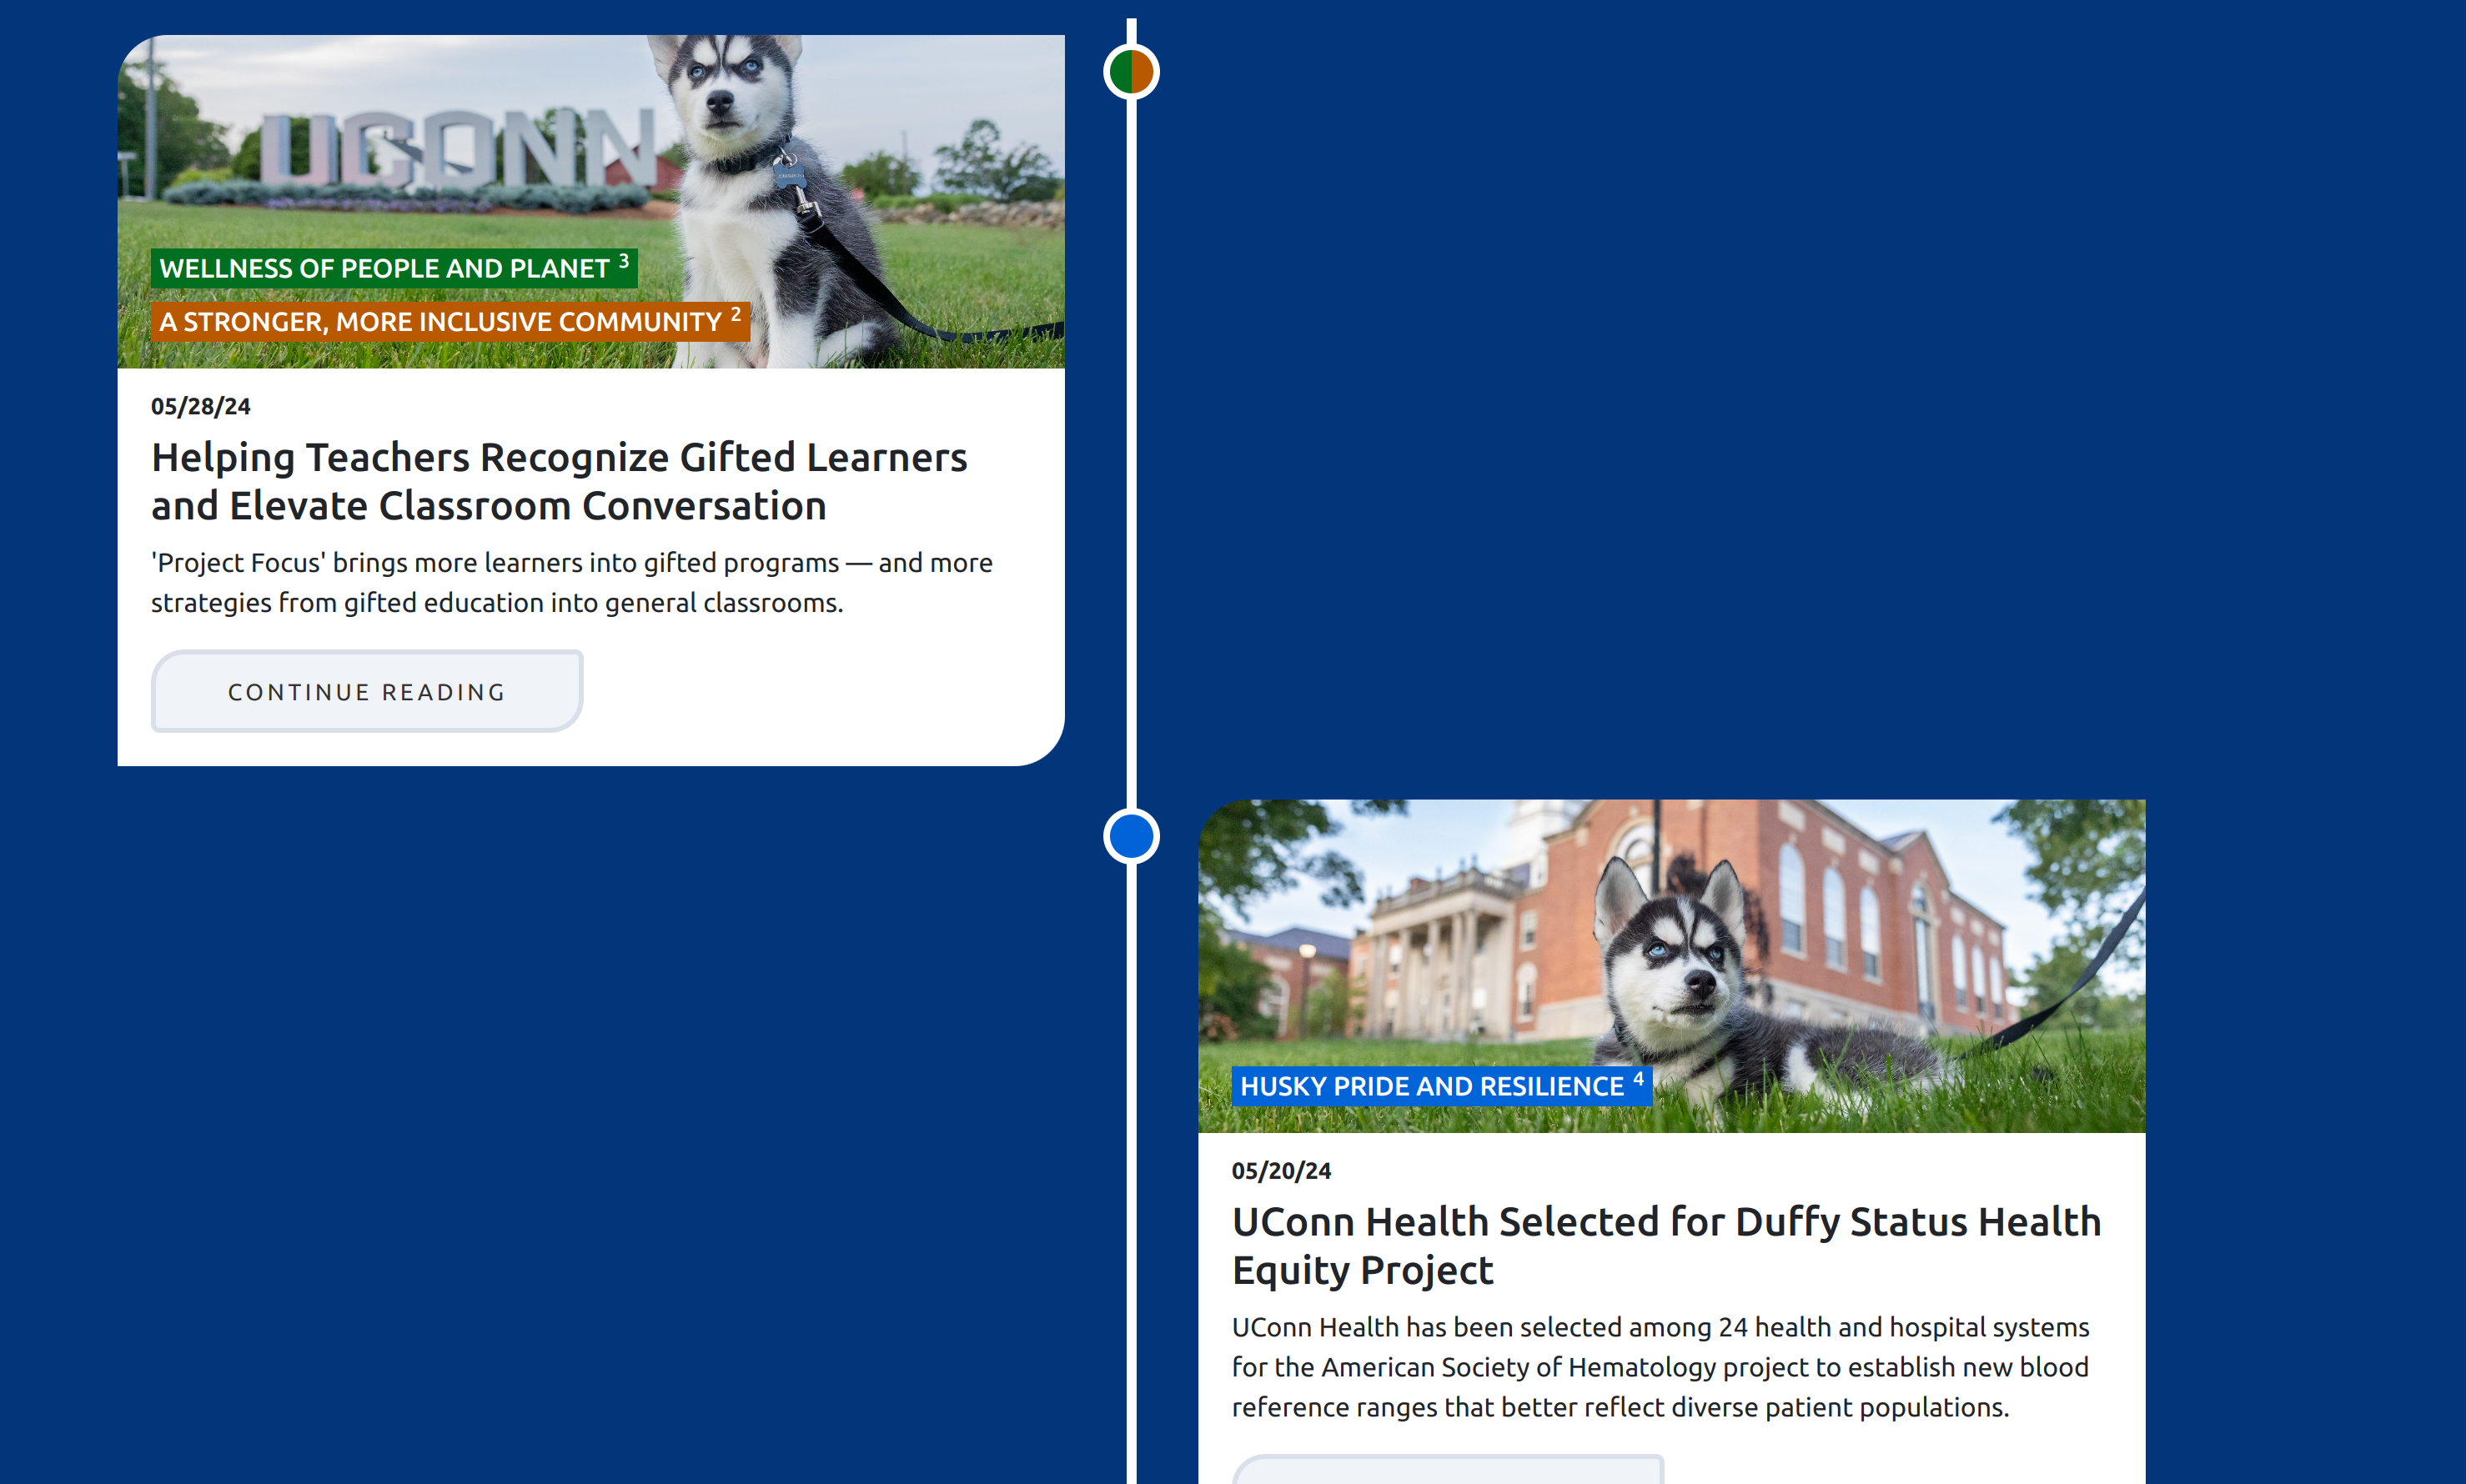 UCONN
WELLNESS OF PEOPLE AND PLANET 3
A STRONGER, MORE INCLUSIVE COMMUNITY 2
05/28/24
Helping Teachers Recognize Gifted Learners
and Elevate Classroom Conversation
'Project Focus' brings more learners into gifted programs — and more
strategies from gifted education into general classrooms.
CONTINUE READING
HUSKY PRIDE AND RESILIENCE 4
05/20/24
UConn Health Selected for Duffy Status Health
Equity Project
UConn Health has been selected among 24 health and hospital systems
for the American Society of Hematology project to establish new blood
reference ranges that better reflect diverse patient populations.